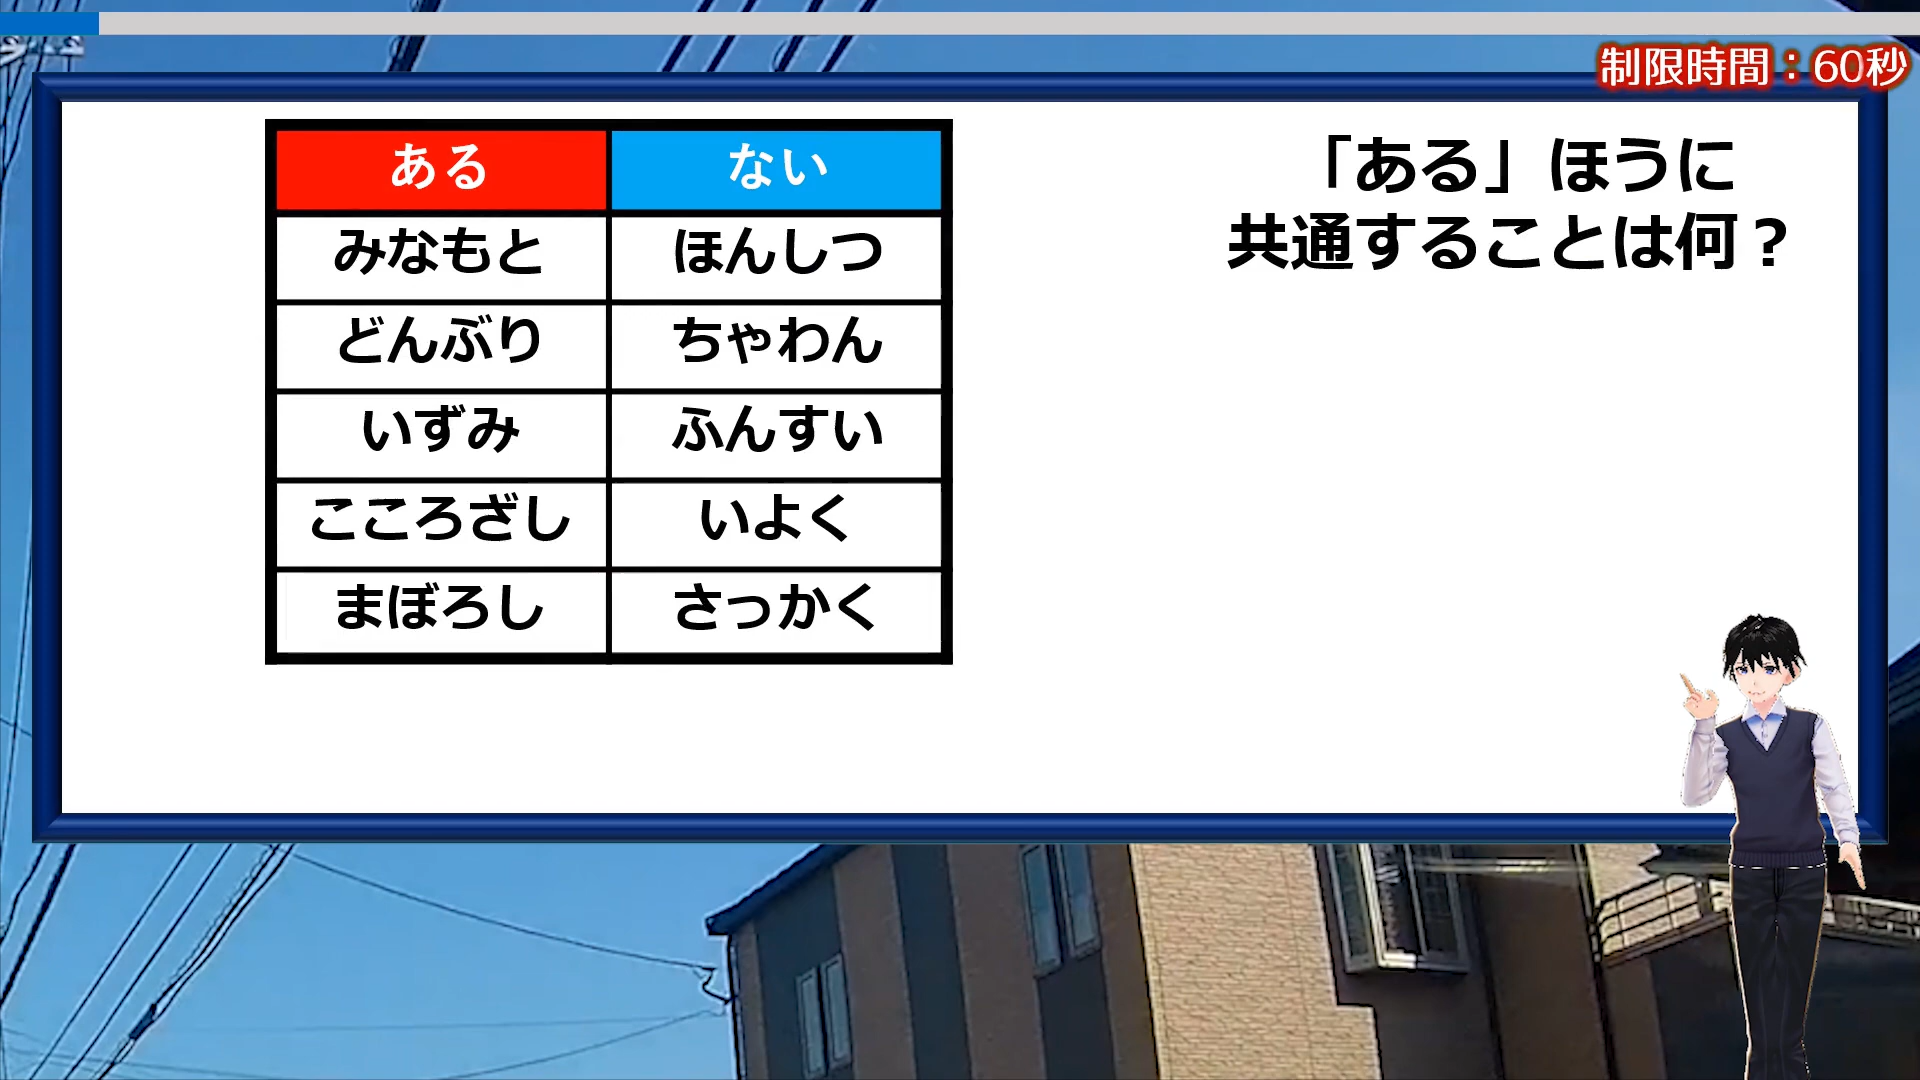 制限時間：60秒
「ある」ほうに
共通することは何？
ある ない
みなもと ほんしつ
どんぶり ちゃわん
いずみ ふんすい
こころざし いよく
まぼろし さっかく